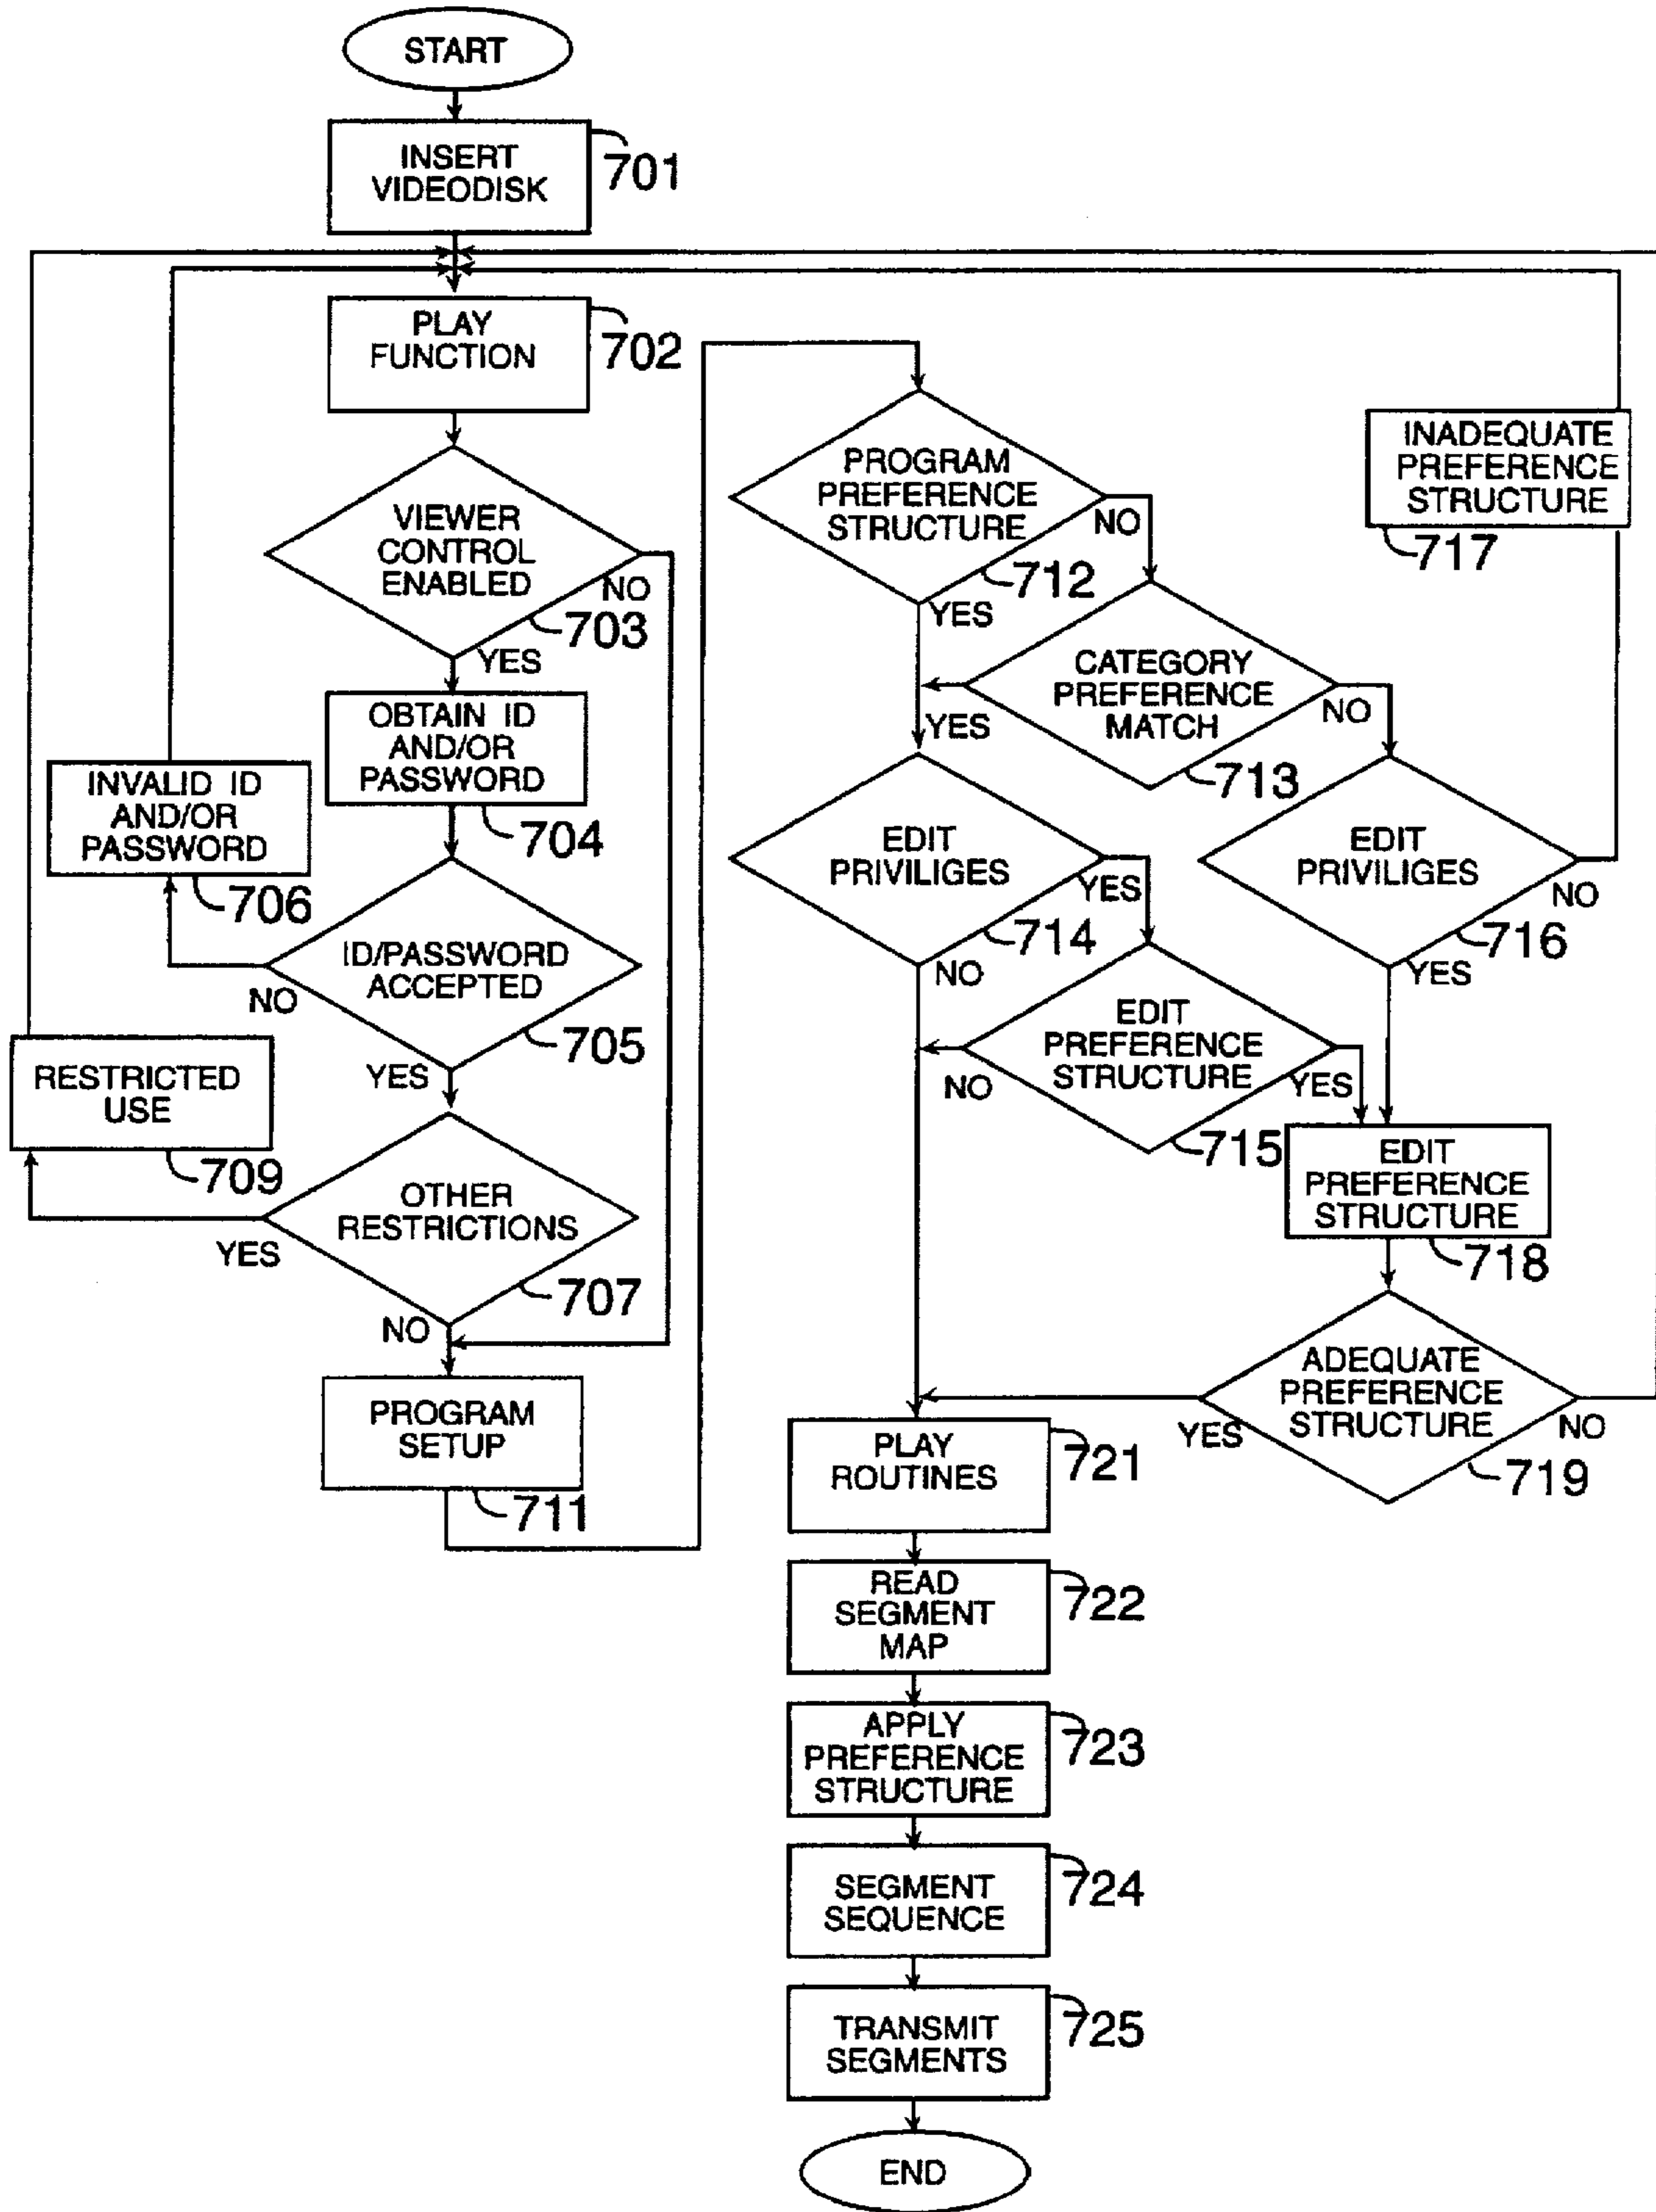 START
INSERT
VIDEODISK
701
PLAY
FUNCTION
702
VIEWER
CONTROL
ENABLED
NO
703
YES
OBTAIN ID
AND/OR
PASSWORD
704
INVALID ID
AND/OR
PASSWORD
706
ID/PASSWORD
ACCEPTED
NO
705
YES
RESTRICTED
USE
709
OTHER
RESTRICTIONS
YES
707
NO
PROGRAM
SETUP
711
PROGRAM
PREFERENCE
STRUCTURE
NO
712
YES
INADEQUATE
PREFERENCE
STRUCTURE
717
CATEGORY
PREFERENCE
MATCH
YES
NO
713
EDIT
PRIVILIGES
YES
714
NO
EDIT
PRIVILIGES
NO
716
YES
EDIT
PREFERENCE
STRUCTURE
NO
YES
715
EDIT
PREFERENCE
STRUCTURE
718
ADEQUATE
PREFERENCE
STRUCTURE
YES
NO
719
PLAY
ROUTINES
721
READ
SEGMENT
MAP
722
APPLY
PREFERENCE
STRUCTURE
723
SEGMENT
SEQUENCE
724
TRANSMIT
SEGMENTS
725
END